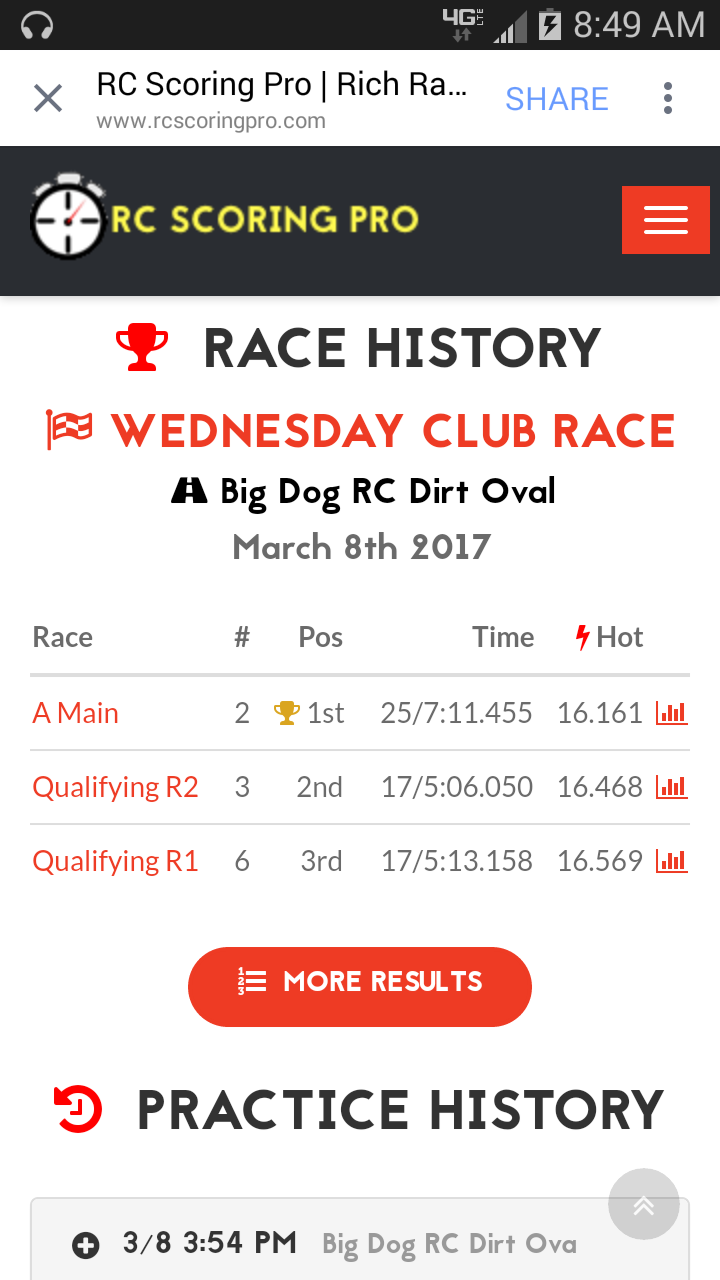 4G LTE 8:49 AM
RC Scoring Pro | Rich Ra...
SHARE
www.rcscoringpro.com
RC SCORING PRO
RACE HISTORY
WEDNESDAY CLUB RACE
Big Dog RC Dirt Oval
March 8th 2017
Race # Pos Time Hot
A Main 2 1st 25/7:11.455 16.161
Qualifying R2 3 2nd 17/5:06.050 16.468
Qualifying R1 6 3rd 17/5:13.158 16.569
MORE RESULTS
PRACTICE HISTORY
3/8 3:54 PM Big Dog RC Dirt Ova